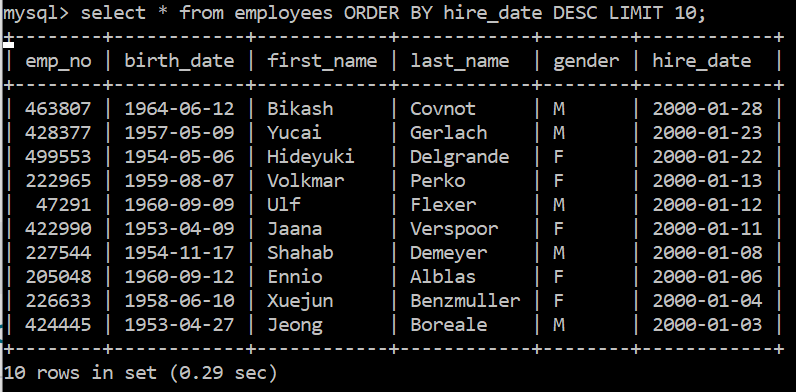 mysql> select * from employees ORDER BY hire_date DESC LIMIT 10;
+--------+------------+------------+------------+--------+------------+
| emp_no | birth_date | first_name | last_name  | gender | hire_date  |
+--------+------------+------------+------------+--------+------------+
| 463807 | 1964-06-12 | Bikash     | Covnot     | M      | 2000-01-28 |
| 428377 | 1957-05-09 | Yucai      | Gerlach    | M      | 2000-01-23 |
| 499553 | 1954-05-06 | Hideyuki   | Delgrande  | F      | 2000-01-22 |
| 222965 | 1959-08-07 | Volkmar    | Perko      | F      | 2000-01-13 |
|  47291 | 1960-09-09 | Ulf        | Flexer     | M      | 2000-01-12 |
| 422990 | 1953-04-09 | Jaana      | Verspoor   | F      | 2000-01-11 |
| 227544 | 1954-11-17 | Shahab     | Demeyer    | M      | 2000-01-08 |
| 205048 | 1960-09-12 | Ennio      | Alblas     | F      | 2000-01-06 |
| 226633 | 1958-06-10 | Xuejun     | Benzmuller | F      | 2000-01-04 |
| 424445 | 1953-04-27 | Jeong      | Boreale    | M      | 2000-01-03 |
+--------+------------+------------+------------+--------+------------+
10 rows in set (0.29 sec)